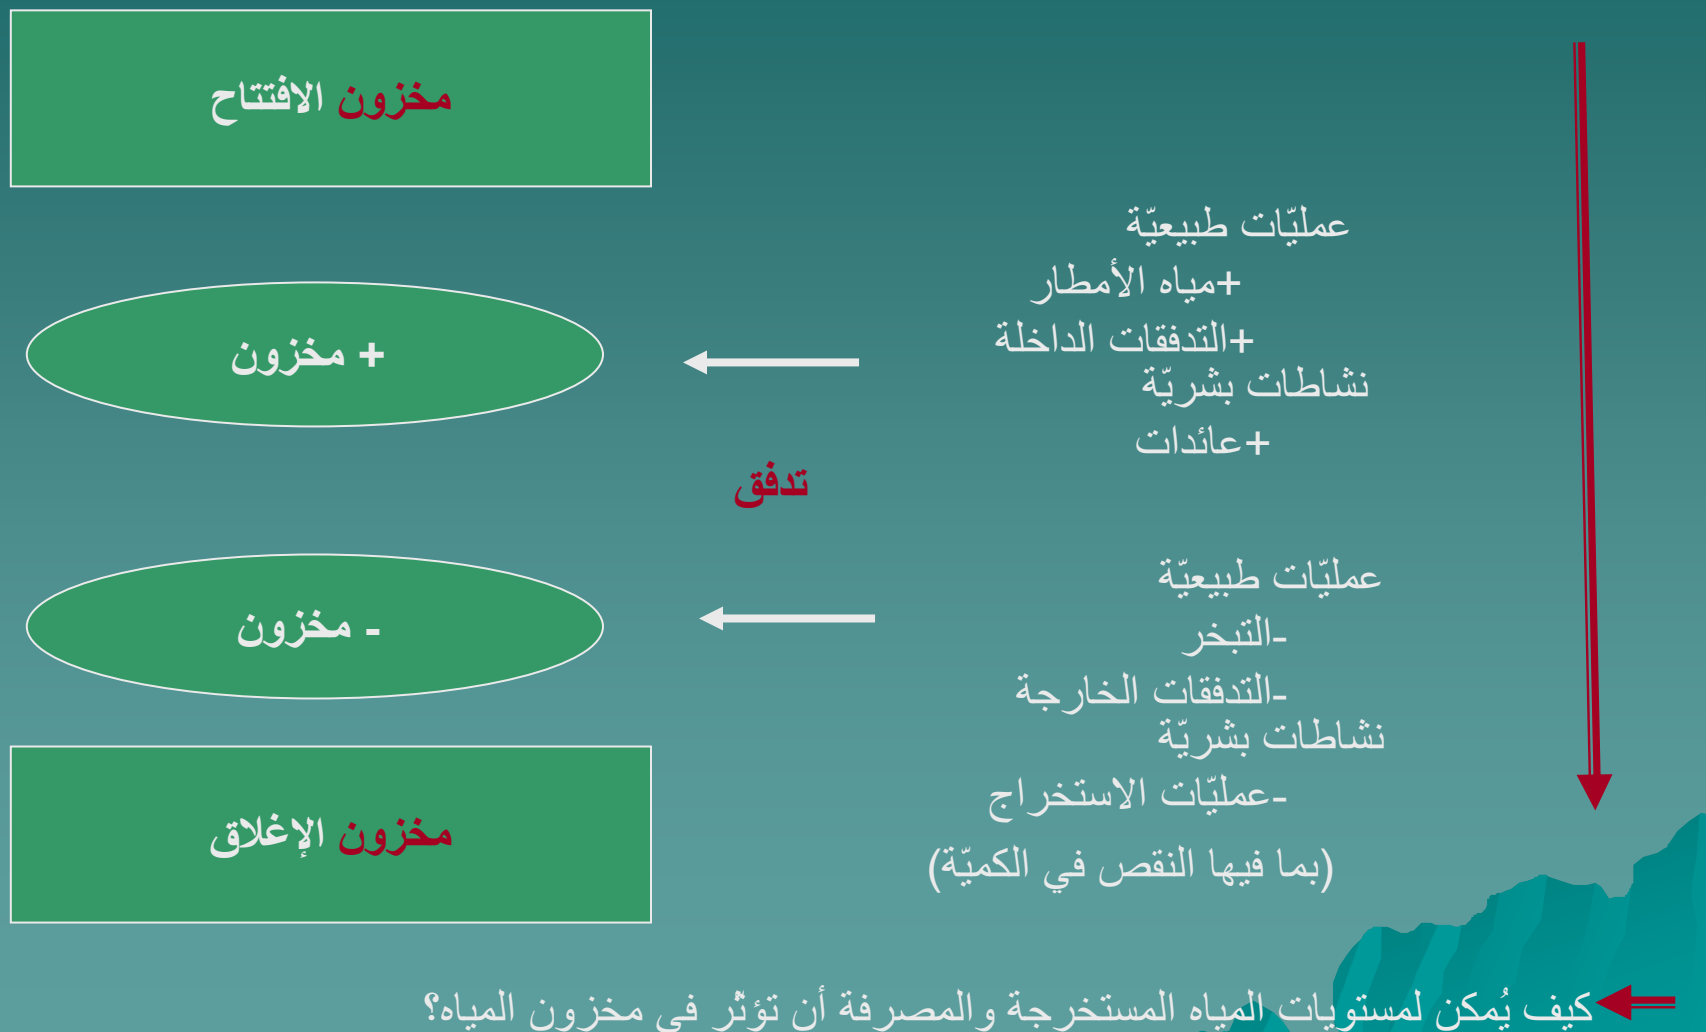 مخزون الافتتاح
عمليّات طبيعيّة
+مياه الأمطار
+التدفقات الداخلة
نشاطات بشريّة
+عائدات
+ مخزون
تدفق
عمليّات طبيعيّة
-التبخر
-التدفقات الخارجة
نشاطات بشريّة
-عمليّات الاستخراج
(بما فيها النقص في الكميّة)
- مخزون
مخزون الإغلاق
كيف يُمكن لمستويات المياه المستخرجة والمصرفة أن تؤثّر في مخزون المياه؟